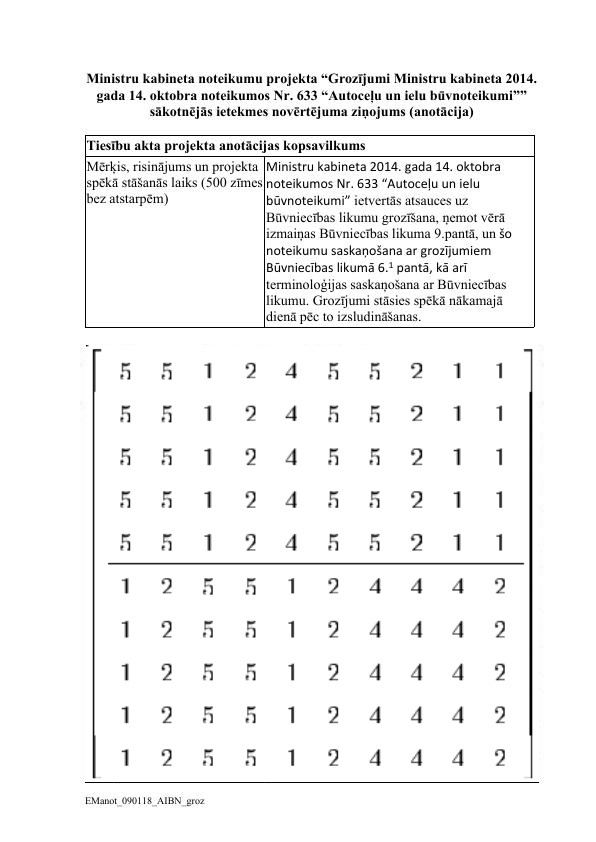 Ministru kabineta noteikumu projekta “Grozījumi Ministru kabineta 2014.
gada 14. oktobra noteikumos Nr. 633 “Autoceļu un ielu būvnoteikumi””
sākotnējās ietekmes novērtējuma ziņojums (anotācija)
Tiesību akta projekta anotācijas kopsavilkums
Mērķis, risinājums un projekta
spēkā stāšanās laiks (500 zīmes
bez atstarpēm)
Ministru kabineta 2014. gada 14. oktobra
noteikumos Nr. 633 “Autoceļu un ielu
būvnoteikumi” ietvertās atsauces uz
Būvniecības likumu grozīšana, ņemot vērā
izmaiņas Būvniecības likuma 9.pantā, un šo
noteikumu saskaņošana ar grozījumiem
Būvniecības likumā 6.¹ pantā, kā arī
terminoloģijas saskaņošana ar Būvniecības
likumu. Grozījumi stāsies spēkā nākamajā
dienā pēc to izsludināšanas.
5 5 1 2 4 5 5 2 1 1
5 5 1 2 4 5 5 2 1 1
5 5 1 2 4 5 5 2 1 1
5 5 1 2 4 5 5 2 1 1
5 5 1 2 4 5 5 2 1 1
1 2 5 5 1 2 4 4 4 2
1 2 5 5 1 2 4 4 4 2
1 2 5 5 1 2 4 4 4 2
1 2 5 5 1 2 4 4 4 2
1 2 5 5 1 2 4 4 4 2
EManot_090118_AIBN_groz